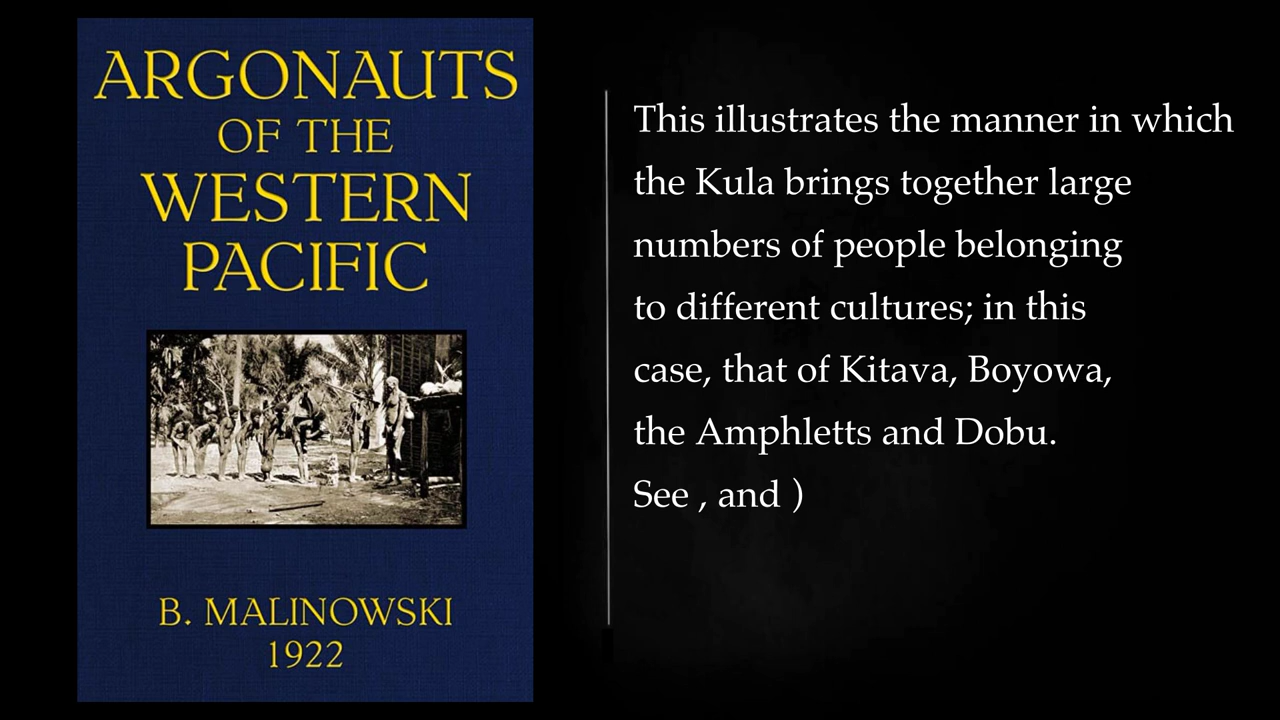 ARGONAUTS
OF THE
WESTERN
PACIFIC
B. MALINOWSKI
1922
This illustrates the manner in which
the Kula brings together large
numbers of people belonging
to different cultures; in this
case, that of Kitava, Boyowa,
the Amphletts and Dobu.
See , and )